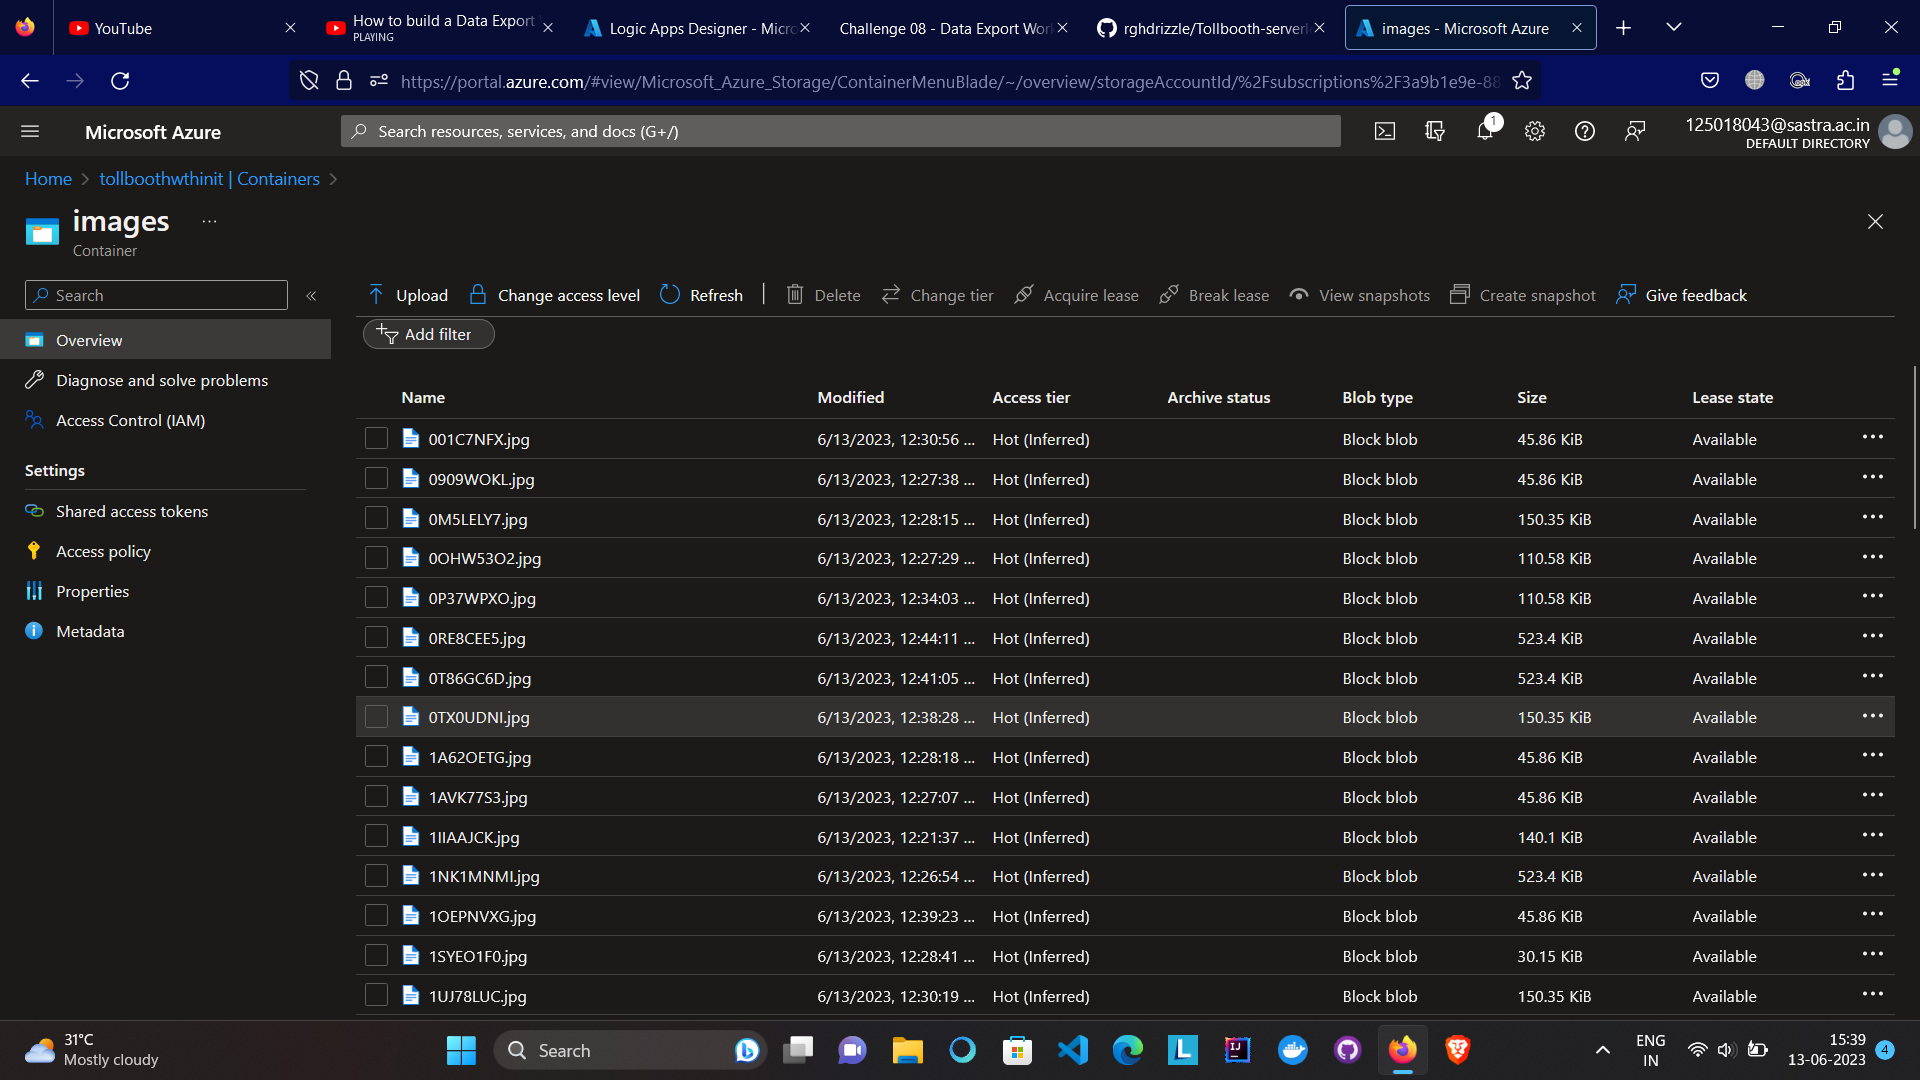 YouTube
How to build a Data Export
PLAYING
Logic Apps Designer - Micro
Challenge 08 - Data Export Work
rghdrizzle/Tollbooth-serverl
images - Microsoft Azure
https://portal.azure.com/#view/Microsoft_Azure_Storage/ContainerMenuBlade/~/overview/storageAccountId/%2Fsubscriptions%2F3a9b1e9e-88
Microsoft Azure
Search resources, services, and docs (G+/)
1
125018043@sastra.ac.in
DEFAULT DIRECTORY
Home > tollboothwthinit | Containers >
images ...
Container
Search «
Upload Change access level Refresh | Delete Change tier Acquire lease Break lease View snapshots Create snapshot Give feedback
Add filter
Overview
Diagnose and solve problems
Access Control (IAM)
Settings
Shared access tokens
Access policy
Properties
Metadata
Name Modified Access tier Archive status Blob type Size Lease state
001C7NFX.jpg 6/13/2023, 12:30:56 ... Hot (Inferred) Block blob 45.86 KiB Available ...
0909WOKL.jpg 6/13/2023, 12:27:38 ... Hot (Inferred) Block blob 45.86 KiB Available ...
0M5LELY7.jpg 6/13/2023, 12:28:15 ... Hot (Inferred) Block blob 150.35 KiB Available ...
0OHW53O2.jpg 6/13/2023, 12:27:29 ... Hot (Inferred) Block blob 110.58 KiB Available ...
0P37WPXO.jpg 6/13/2023, 12:34:03 ... Hot (Inferred) Block blob 110.58 KiB Available ...
0RE8CEE5.jpg 6/13/2023, 12:44:11 ... Hot (Inferred) Block blob 523.4 KiB Available ...
0T86GC6D.jpg 6/13/2023, 12:41:05 ... Hot (Inferred) Block blob 523.4 KiB Available ...
0TX0UDNI.jpg 6/13/2023, 12:38:28 ... Hot (Inferred) Block blob 150.35 KiB Available ...
1A62OETG.jpg 6/13/2023, 12:28:18 ... Hot (Inferred) Block blob 45.86 KiB Available ...
1AVK77S3.jpg 6/13/2023, 12:27:07 ... Hot (Inferred) Block blob 45.86 KiB Available ...
1IIAAJCK.jpg 6/13/2023, 12:21:37 ... Hot (Inferred) Block blob 140.1 KiB Available ...
1NK1MNMI.jpg 6/13/2023, 12:26:54 ... Hot (Inferred) Block blob 523.4 KiB Available ...
1OEPNVXG.jpg 6/13/2023, 12:39:23 ... Hot (Inferred) Block blob 45.86 KiB Available ...
1SYEO1F0.jpg 6/13/2023, 12:28:41 ... Hot (Inferred) Block blob 30.15 KiB Available ...
1UJ78LUC.jpg 6/13/2023, 12:30:19 ... Hot (Inferred) Block blob 150.35 KiB Available ...
31°C
Mostly cloudy
Search
L
IJ
ENG
IN
15:39
13-06-2023
4